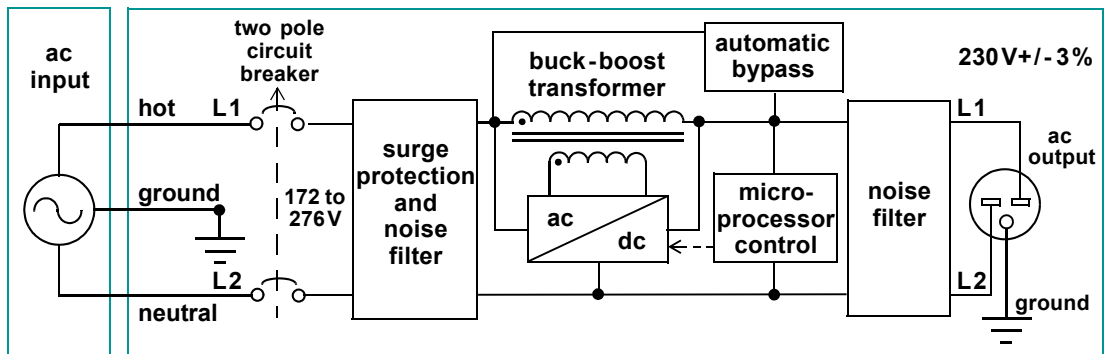 ac
input
two pole
circuit
breaker
hot
L1
ground
172 to
276V
L2
neutral
surge
protection
and
noise
filter
buck-boost
transformer
automatic
bypass
ac
dc
micro-
processor
control
noise
filter
230V+/-3%
L1
ac
output
L2
ground